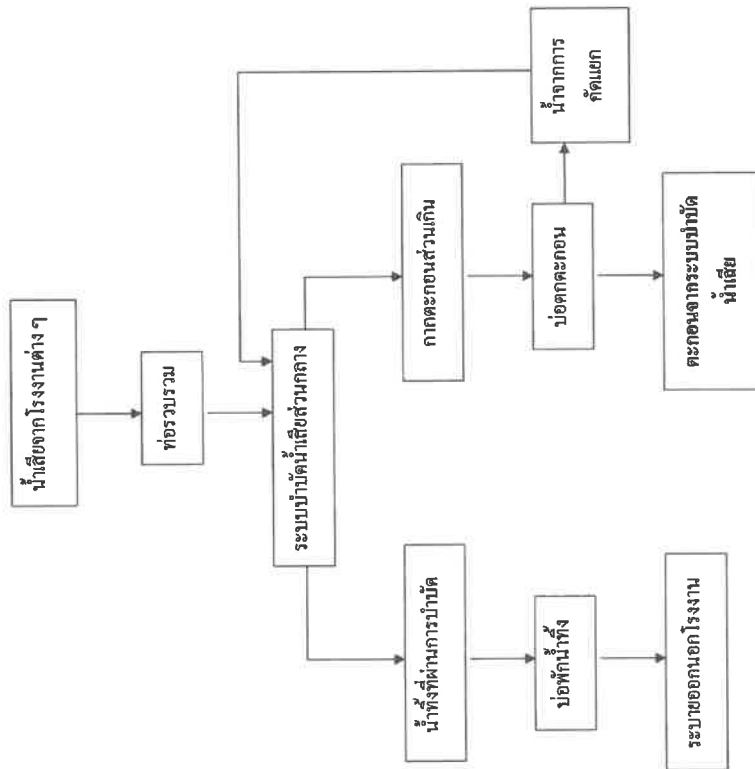 น้ำเสียจากโรงงานต่าง ๆ
ท่อรวบรวม
ระบบบำบัดน้ำเสียส่วนกลาง
น้ำทิ้งที่ผ่านการบำบัด
บ่อพักน้ำทิ้ง
ระบายออกนอกโรงงาน
กากตะกอนส่วนเกิน
บ่อตกตะกอน
น้ำจากการ
คัดแยก
ตะกอนจากระบบบำบัด
น้ำเสีย